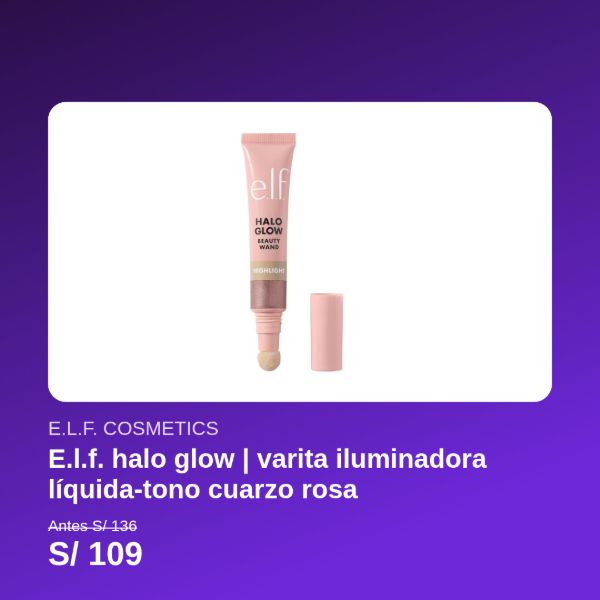 e.l.f
HALO
GLOW
BEAUTY
WAND
HIGHLIGHT
E.L.F. COSMETICS
E.l.f. halo glow | varita iluminadora
líquida-tono cuarzo rosa
Antes S/ 136
S/ 109